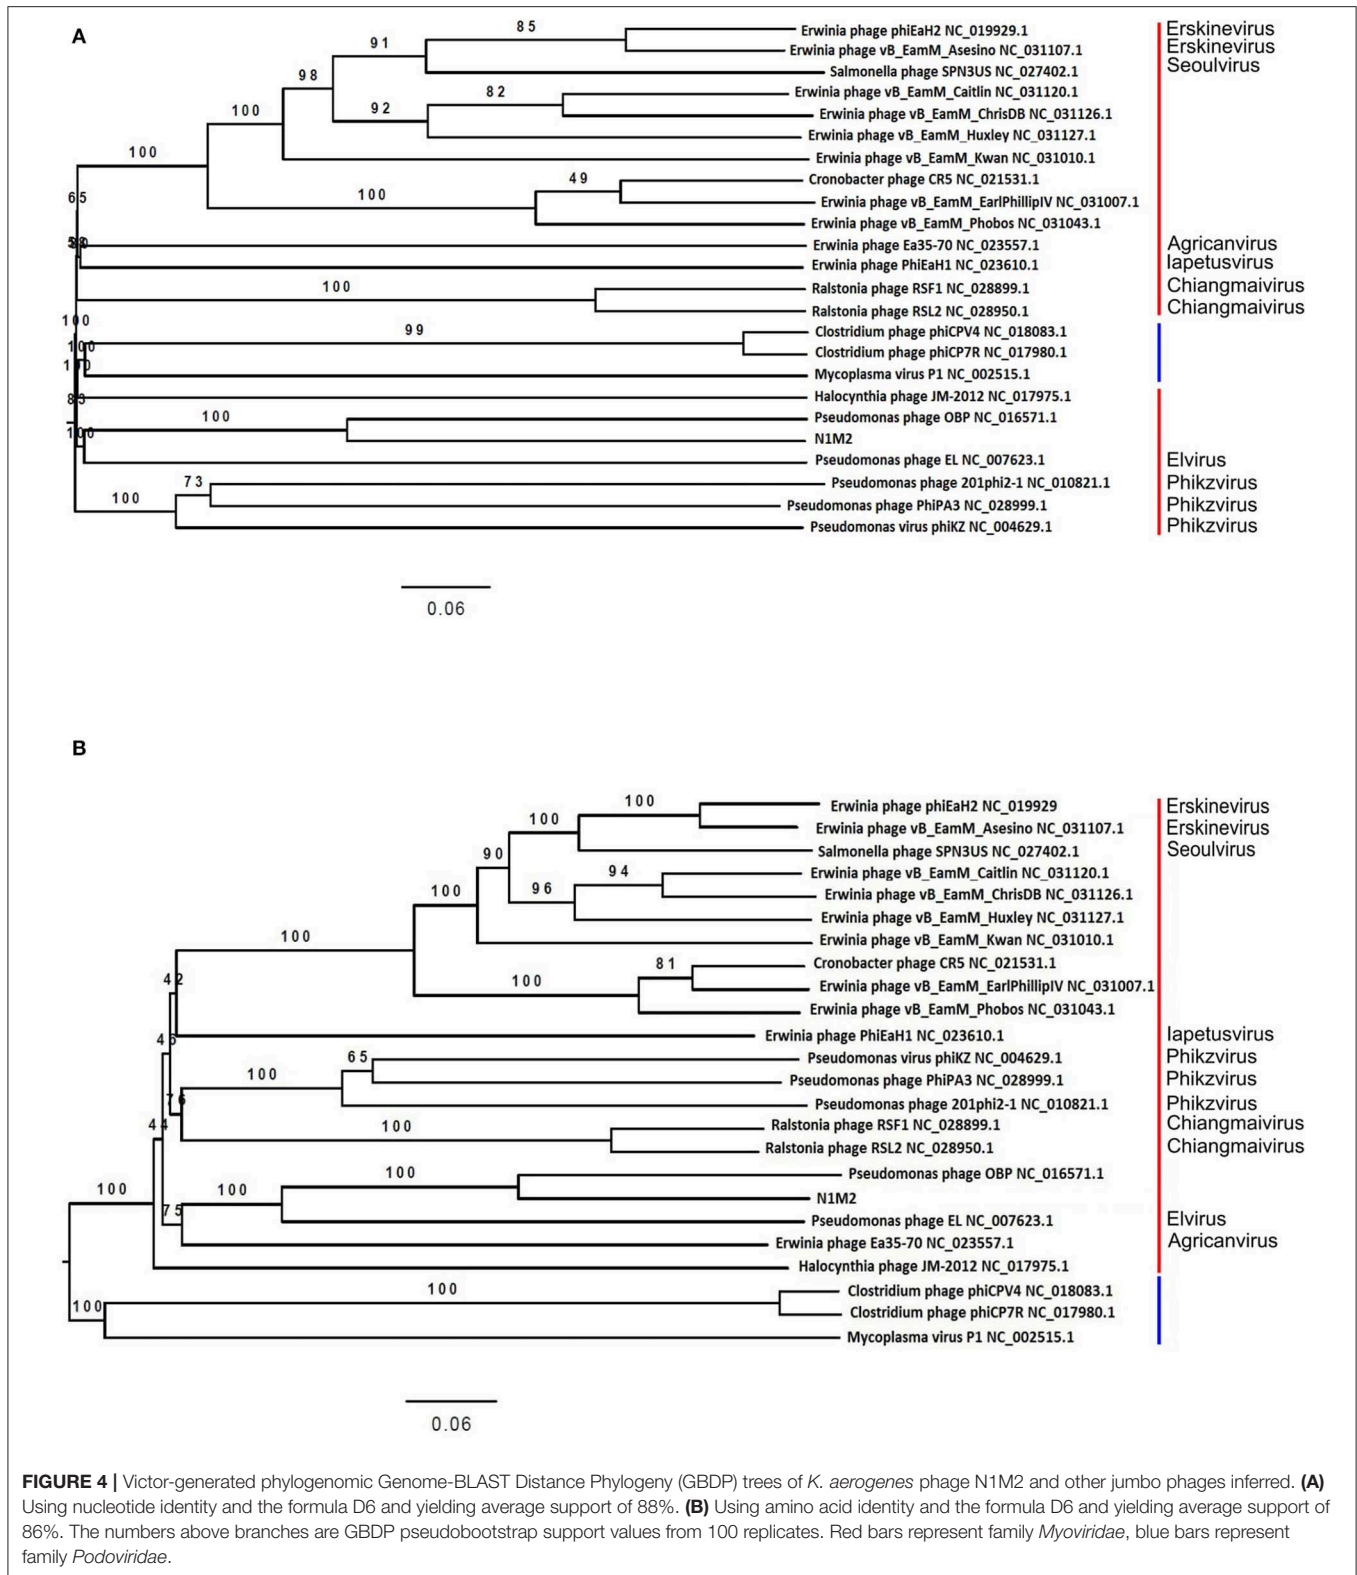 A
85
Erwinia phage phiEaH2 NC_019929.1
Erskinevirus
91
Erwinia phage vB_EamM_Asesino NC_031107.1
Erskinevirus
98
Salmonella phage SPN3US NC_027402.1
Seoulvirus
82
Erwinia phage vB_EamM_Caitlin NC_031120.1
100
92
Erwinia phage vB_EamM_ChrisDB NC_031126.1
Erwinia phage vB_EamM_Huxley NC_031127.1
100
Erwinia phage vB_EamM_Kwan NC_031010.1
49
Cronobacter phage CR5 NC_021531.1
65
100
Erwinia phage vB_EamM_EarlPhillipIV NC_031007.1
Erwinia phage vB_EamM_Phobos NC_031043.1
Erwinia phage Ea35-70 NC_023557.1
Agricanvirus
Erwinia phage PhiEaH1 NC_023610.1
Iapetusvirus
100
Ralstonia phage RSF1 NC_028899.1
Chiangmaivirus
Ralstonia phage RSL2 NC_028950.1
Chiangmaivirus
100
99
Clostridium phage phiCPV4 NC_018083.1
100
Clostridium phage phiCP7R NC_017980.1
100
Mycoplasma virus P1 NC_002515.1
83
Halocynthia phage JM-2012 NC_017975.1
100
Pseudomonas phage OBP NC_016571.1
100
N1M2
Pseudomonas phage EL NC_007623.1
Elvirus
73
Pseudomonas phage 201phi2-1 NC_010821.1
Phikzvirus
100
Pseudomonas phage PhiPA3 NC_028999.1
Phikzvirus
Pseudomonas virus phiKZ NC_004629.1
Phikzvirus
0.06
B
100
Erwinia phage phiEaH2 NC_019929
Erskinevirus
100
Erwinia phage vB_EamM_Asesino NC_031107.1
Erskinevirus
90
Salmonella phage SPN3US NC_027402.1
Seoulvirus
94
Erwinia phage vB_EamM_Caitlin NC_031120.1
100
96
Erwinia phage vB_EamM_ChrisDB NC_031126.1
Erwinia phage vB_EamM_Huxley NC_031127.1
100
Erwinia phage vB_EamM_Kwan NC_031010.1
81
Cronobacter phage CR5 NC_021531.1
42
100
Erwinia phage vB_EamM_EarlPhillipIV NC_031007.1
Erwinia phage vB_EamM_Phobos NC_031043.1
Erwinia phage PhiEaH1 NC_023610.1
Iapetusvirus
65
Pseudomonas virus phiKZ NC_004629.1
Phikzvirus
100
Pseudomonas phage PhiPA3 NC_028999.1
Phikzvirus
76
Pseudomonas phage 201phi2-1 NC_010821.1
Phikzvirus
44
100
Ralstonia phage RSF1 NC_028899.1
Chiangmaivirus
Ralstonia phage RSL2 NC_028950.1
Chiangmaivirus
100
Pseudomonas phage OBP NC_016571.1
100
100
N1M2
75
Pseudomonas phage EL NC_007623.1
Elvirus
Erwinia phage Ea35-70 NC_023557.1
Agricanvirus
Halocynthia phage JM-2012 NC_017975.1
100
Clostridium phage phiCPV4 NC_018083.1
100
Clostridium phage phiCP7R NC_017980.1
Mycoplasma virus P1 NC_002515.1
0.06
FIGURE 4 | Victor-generated phylogenomic Genome-BLAST Distance Phylogeny (GBDP) trees of K. aerogenes phage N1M2 and other jumbo phages inferred. (A)
Using nucleotide identity and the formula D6 and yielding average support of 88%. (B) Using amino acid identity and the formula D6 and yielding average support of
86%. The numbers above branches are GBDP pseudobootstrap support values from 100 replicates. Red bars represent family Myoviridae, blue bars represent
family Podoviridae.